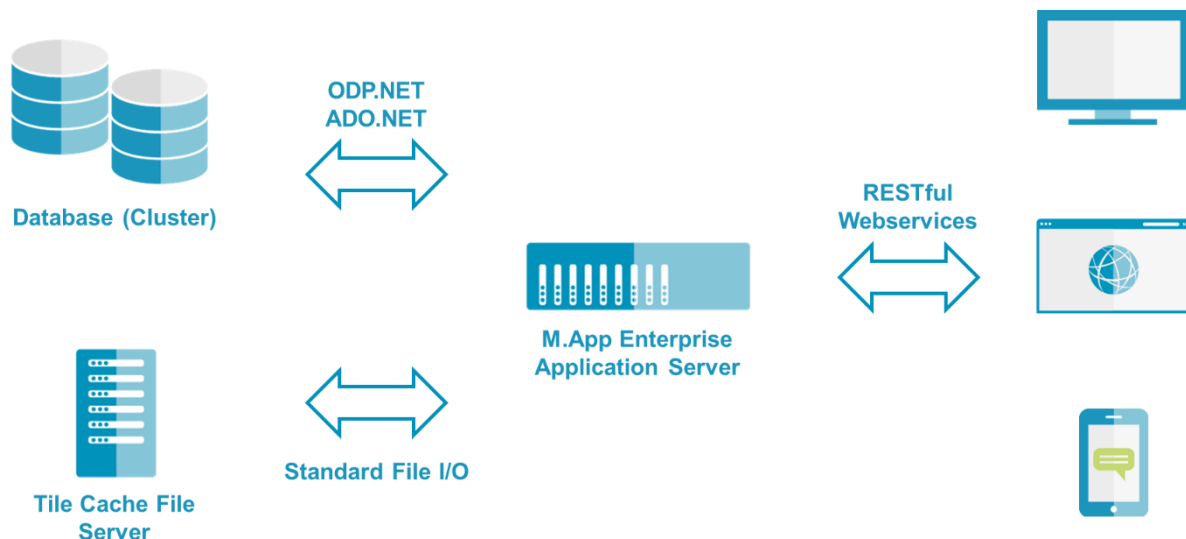 ODP.NET
ADO.NET
Database (Cluster)
RESTful
Webservices
M.App Enterprise
Application Server
Standard File I/O
Tile Cache File
Server